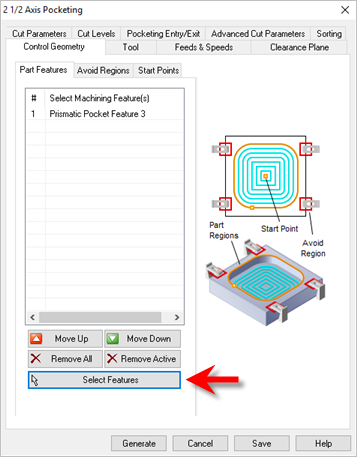 2 1/2 Axis Pocketing
Cut Parameters Cut Levels Pocketing Entry/Exit Advanced Cut Parameters Sorting
Control Geometry Tool Feeds & Speeds Clearance Plane
Part Features Avoid Regions Start Points
# Select Machining Feature(s)
1 Prismatic Pocket Feature 3
Part Regions
Start Point
Avoid Region
Move Up Move Down
Remove All Remove Active
Select Features
Generate Cancel Save Help